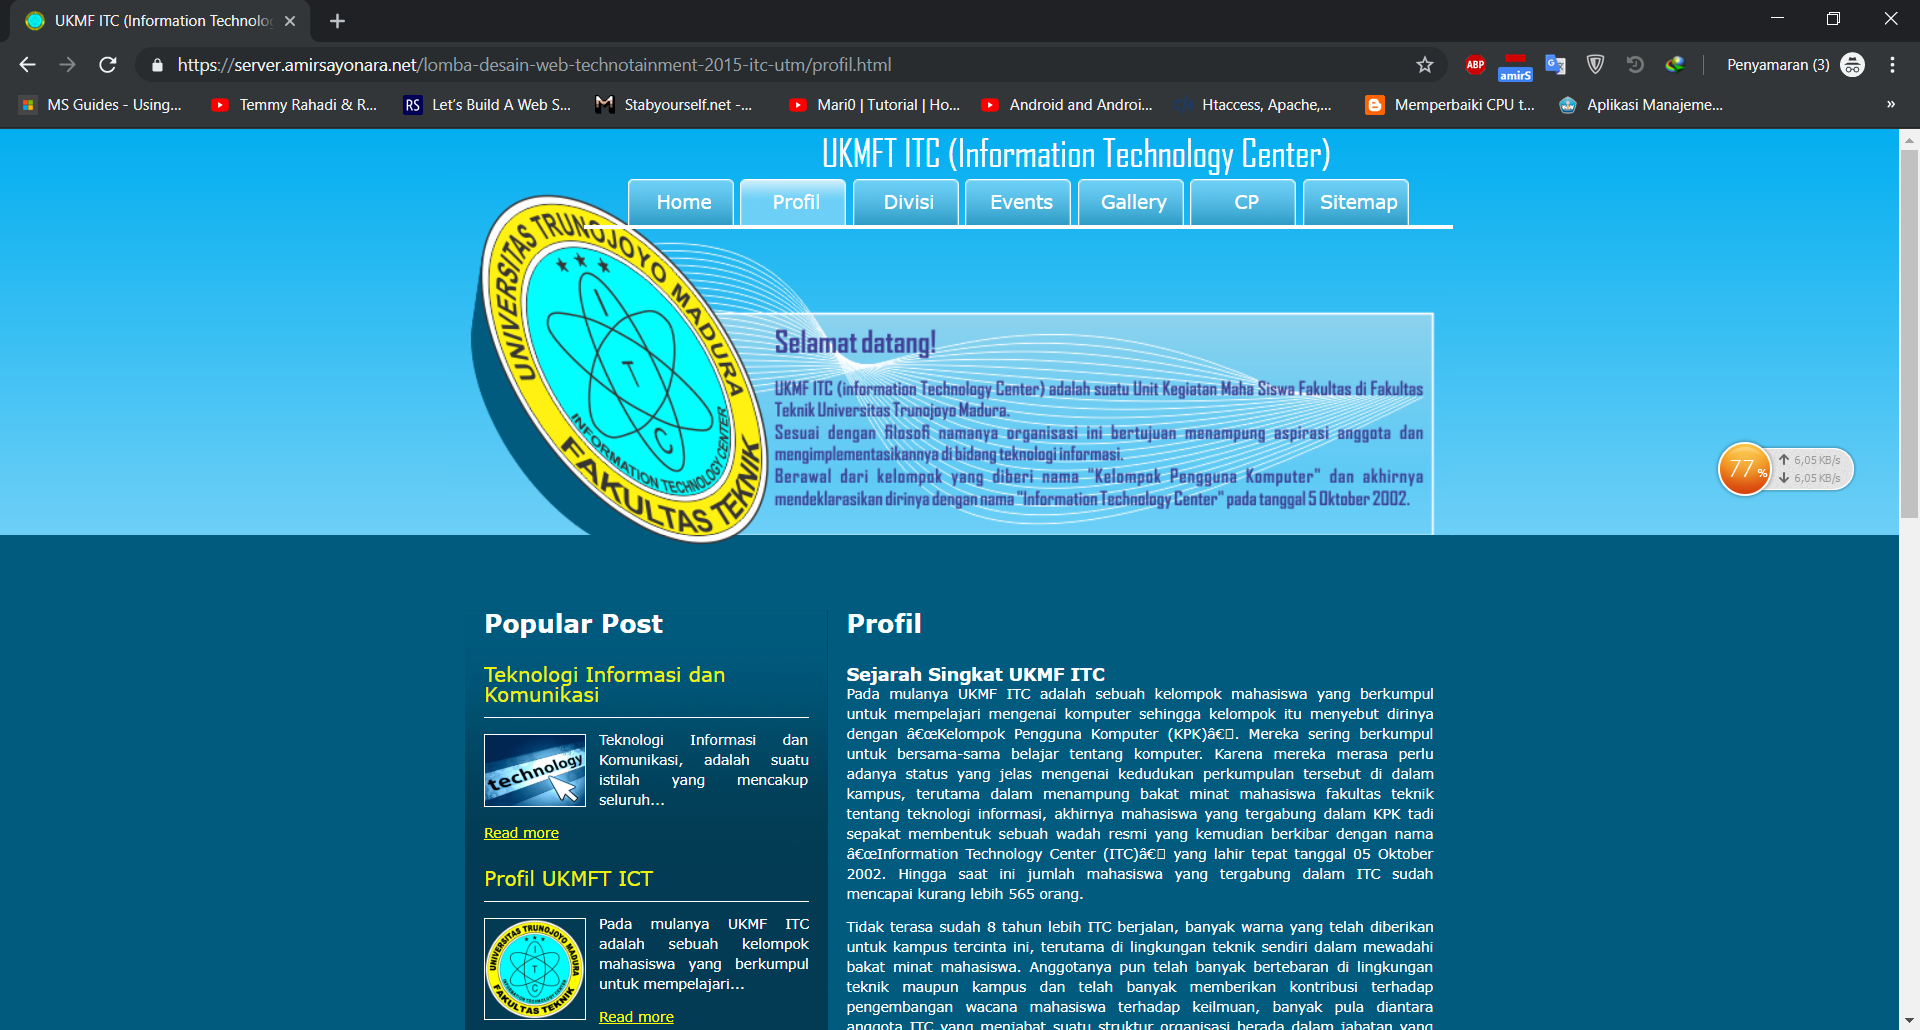 UKMF ITC (Information Technolo
https://server.amirsayonara.net/lomba-desain-web-technotainment-2015-itc-utm/profil.html
ABP
amirS
Penyamaran (3)
MS Guides - Using...
Temmy Rahadi & R...
RS Let's Build A Web S...
Stabyourself.net -...
Mari0 | Tutorial | Ho...
Android and Androi...
Htaccess, Apache,...
Memperbaiki CPU t...
Aplikasi Manajeme...
»
UKMFT ITC (Information Technology Center)
Home
Profil
Divisi
Events
Gallery
CP
Sitemap
UNIVERSITAS TRUNOJOYO MADURA
I
T
C
INFORMATION TECHNOLOGY CENTER
FAKULTAS TEKNIK
Selamat datang!
UKMF ITC (information Technology Center) adalah suatu Unit Kegiatan Maha Siswa Fakultas di Fakultas
Teknik Universitas Trunojoyo Madura.
Sesuai dengan filosofi namanya organisasi ini bertujuan menampung aspirasi anggota dan
mengimplementasikannya di bidang teknologi informasi.
Berawal dari kelompok yang diberi nama "Kelompok Pengguna Komputer" dan akhirnya
mendeklarasikan dirinya dengan nama "Information Technology Center" pada tanggal 5 Oktober 2002.
77%
6,05 KB/s
6,05 KB/s
Popular Post
Teknologi Informasi dan
Komunikasi
technology
Teknologi Informasi dan
Komunikasi, adalah suatu
istilah yang mencakup
seluruh...
Read more
Profil UKMFT ICT
UNIVERSITAS TRUNOJOYO MADURA
I
T
C
INFORMATION TECHNOLOGY CENTER
FAKULTAS TEKNIK
Pada mulanya UKMF ITC
adalah sebuah kelompok
mahasiswa yang berkumpul
untuk mempelajari...
Read more
Profil
Sejarah Singkat UKMF ITC
Pada mulanya UKMF ITC adalah sebuah kelompok mahasiswa yang berkumpul
untuk mempelajari mengenai komputer sehingga kelompok itu menyebut dirinya
dengan â€œKelompok Pengguna Komputer (KPK)â€□. Mereka sering berkumpul
untuk bersama-sama belajar tentang komputer. Karena mereka merasa perlu
adanya status yang jelas mengenai kedudukan perkumpulan tersebut di dalam
kampus, terutama dalam menampung bakat minat mahasiswa fakultas teknik
tentang teknologi informasi, akhirnya mahasiswa yang tergabung dalam KPK tadi
sepakat membentuk sebuah wadah resmi yang kemudian berkibar dengan nama
â€œInformation Technology Center (ITC)â€□ yang lahir tepat tanggal 05 Oktober
2002. Hingga saat ini jumlah mahasiswa yang tergabung dalam ITC sudah
mencapai kurang lebih 565 orang.
Tidak terasa sudah 8 tahun lebih ITC berjalan, banyak warna yang telah diberikan
untuk kampus tercinta ini, terutama di lingkungan teknik sendiri dalam mewadahi
bakat minat mahasiswa. Anggotanya pun telah banyak bertebaran di lingkungan
teknik maupun kampus dan telah banyak memberikan kontribusi terhadap
pengembangan wacana mahasiswa terhadap keilmuan, banyak pula diantara
anggota ITC yang menjabat suatu struktur organisasi berada dalam jabatan yang